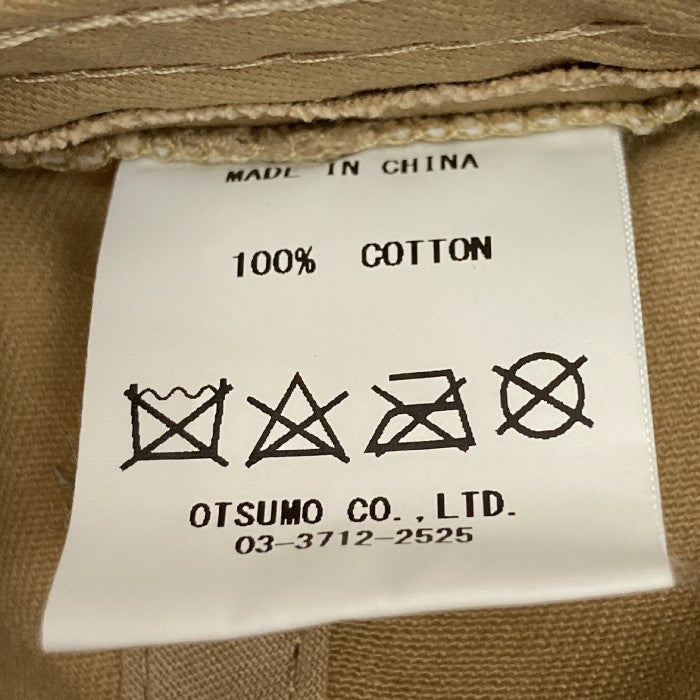 MADE IN CHINA
100% COTTON
OTSUMO CO.,LTD.
03-3712-2525